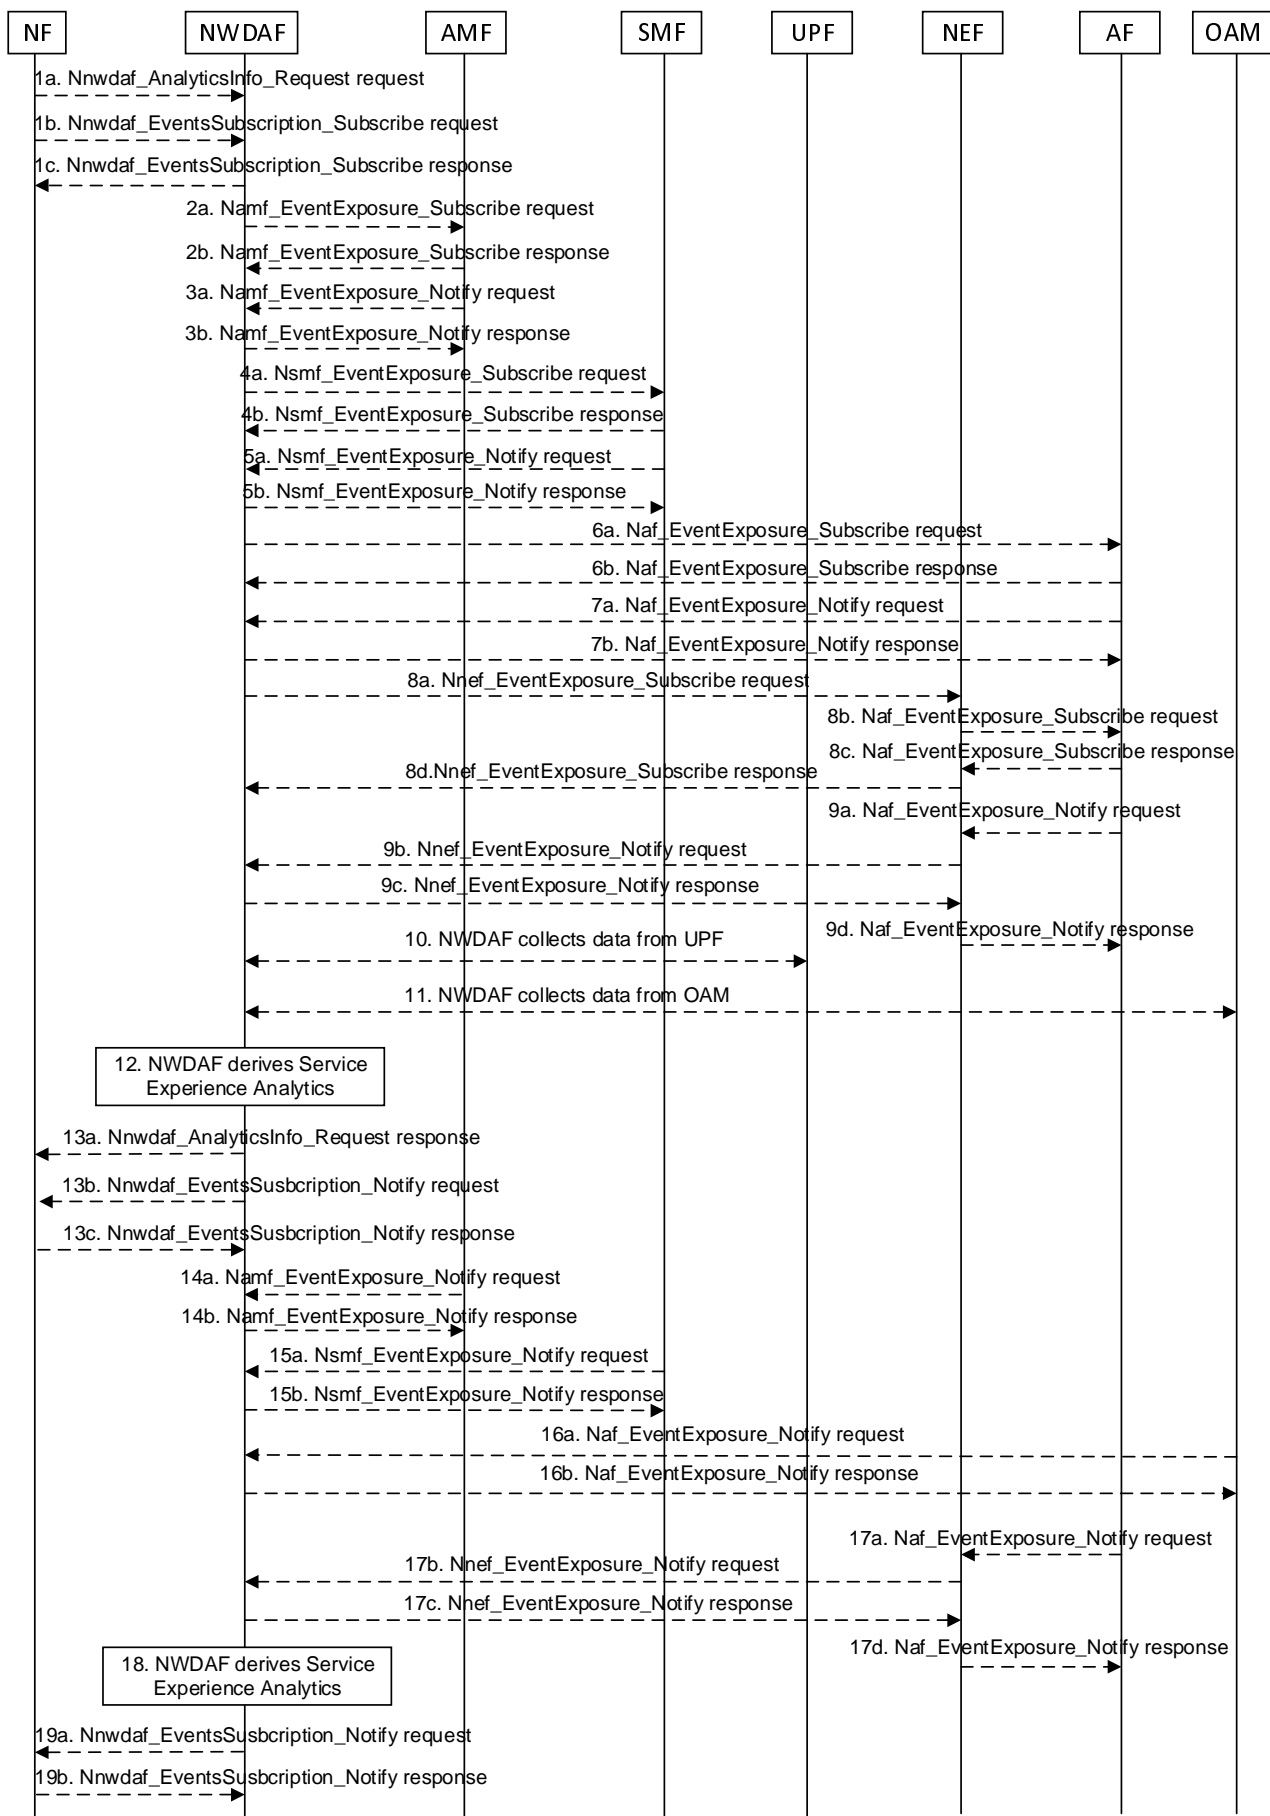 NF NWDAF AMF SMF UPF NEF AF OAM
1a. Nnwdaf_AnalyticsInfo_Request request
1b. Nnwdaf_EventsSubscription_Subscribe request
1c. Nnwdaf_EventsSubscription_Subscribe response
2a. Namf_EventExposure_Subscribe request
2b. Namf_EventExposure_Subscribe response
3a. Namf_EventExposure_Notify request
3b. Namf_EventExposure_Notify response
4a. Nsmf_EventExposure_Subscribe request
4b. Nsmf_EventExposure_Subscribe response
5a. Nsmf_EventExposure_Notify request
5b. Nsmf_EventExposure_Notify response
6a. Naf_EventExposure_Subscribe request
6b. Naf_EventExposure_Subscribe response
7a. Naf_EventExposure_Notify request
7b. Naf_EventExposure_Notify response
8a. Nnef_EventExposure_Subscribe request
8b. Naf_EventExposure_Subscribe request
8c. Naf_EventExposure_Subscribe response
8d.Nnef_EventExposure_Subscribe response
9a. Naf_EventExposure_Notify request
9b. Nnef_EventExposure_Notify request
9c. Nnef_EventExposure_Notify response
9d. Naf_EventExposure_Notify response
10. NWDAF collects data from UPF
11. NWDAF collects data from OAM
12. NWDAF derives Service
Experience Analytics
13a. Nnwdaf_AnalyticsInfo_Request response
13b. Nnwdaf_EventsSusbcription_Notify request
13c. Nnwdaf_EventsSusbcription_Notify response
14a. Namf_EventExposure_Notify request
14b. Namf_EventExposure_Notify response
15a. Nsmf_EventExposure_Notify request
15b. Nsmf_EventExposure_Notify response
16a. Naf_EventExposure_Notify request
16b. Naf_EventExposure_Notify response
17a. Naf_EventExposure_Notify request
17b. Nnef_EventExposure_Notify request
17c. Nnef_EventExposure_Notify response
17d. Naf_EventExposure_Notify response
18. NWDAF derives Service
Experience Analytics
19a. Nnwdaf_EventsSusbcription_Notify request
19b. Nnwdaf_EventsSusbcription_Notify response